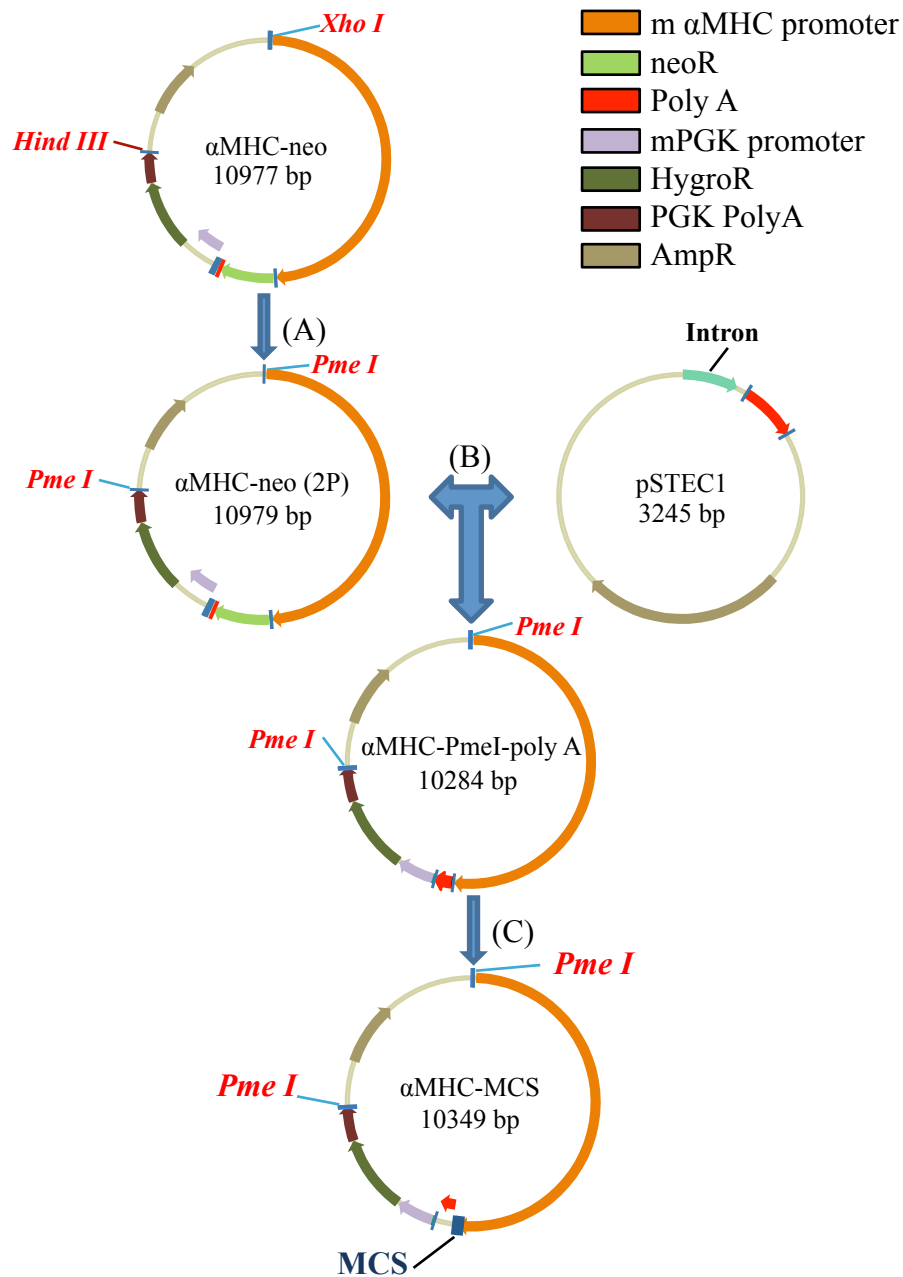 Xho I
m αMHC promoter
neoR
Poly A
mPGK promoter
HygroR
PGK PolyA
AmpR
Hind III
αMHC-neo
10977 bp
(A)
Pme I
Intron
Pme I
αMHC-neo (2P)
10979 bp
(B)
pSTEC1
3245 bp
Pme I
Pme I
αMHC-PmeI-poly A
10284 bp
(C)
Pme I
Pme I
αMHC-MCS
10349 bp
MCS